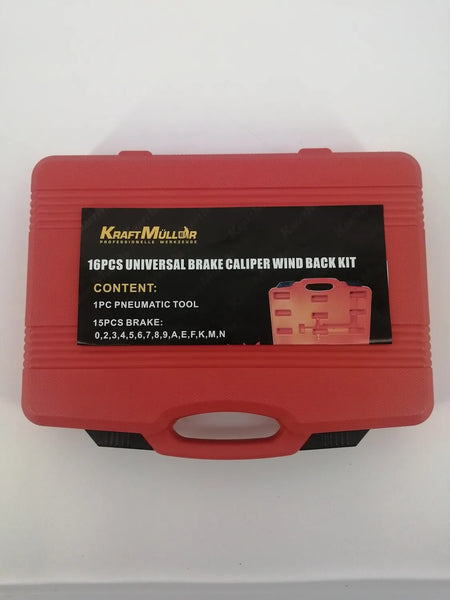 KRAFTMÜLLƏR
PROFESSIONELLE WERKZEUGE
16PCS UNIVERSAL BRAKE CALIPER WIND BACK KIT
CONTENT:
1PC PNEUMATIC TOOL
15PCS BRAKE:
0,2,3,4,5,6,7,8,9,A,E,F,K,M,N